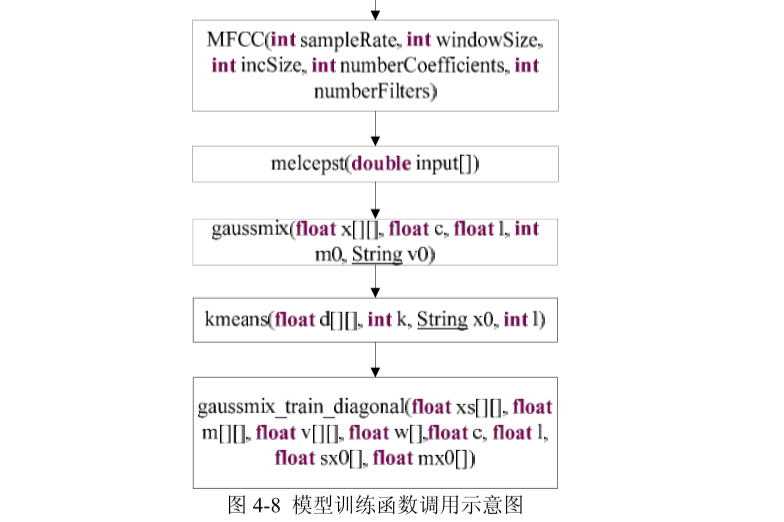 MFCC(int sampleRate, int windowSize,
int incSize, int numberCoefficients, int
numberFilters)
melcepst(double input[])
gaussmix(float x[][], float c, float l, int
m0, String v0)
kmeans(float d[][], int k, String x0, int l)
gaussmix_train_diagonal(float xs[][], float
m[][], float v[][], float w[],float c, float l,
float sx0[], float mx0[])
图 4-8 模型训练函数调用示意图